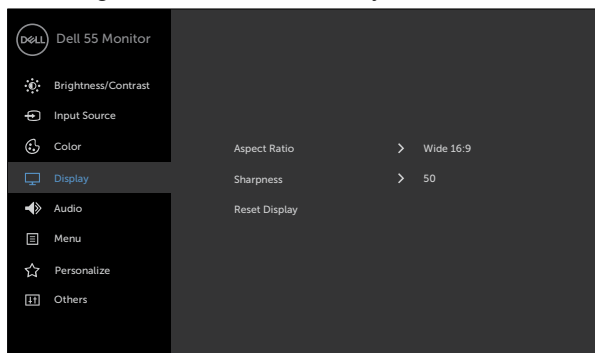 DELL Dell 55 Monitor
Brightness/Contrast
Input Source
Color
Aspect Ratio Wide 16:9
Display
Sharpness 50
Audio
Reset Display
Menu
Personalize
Others